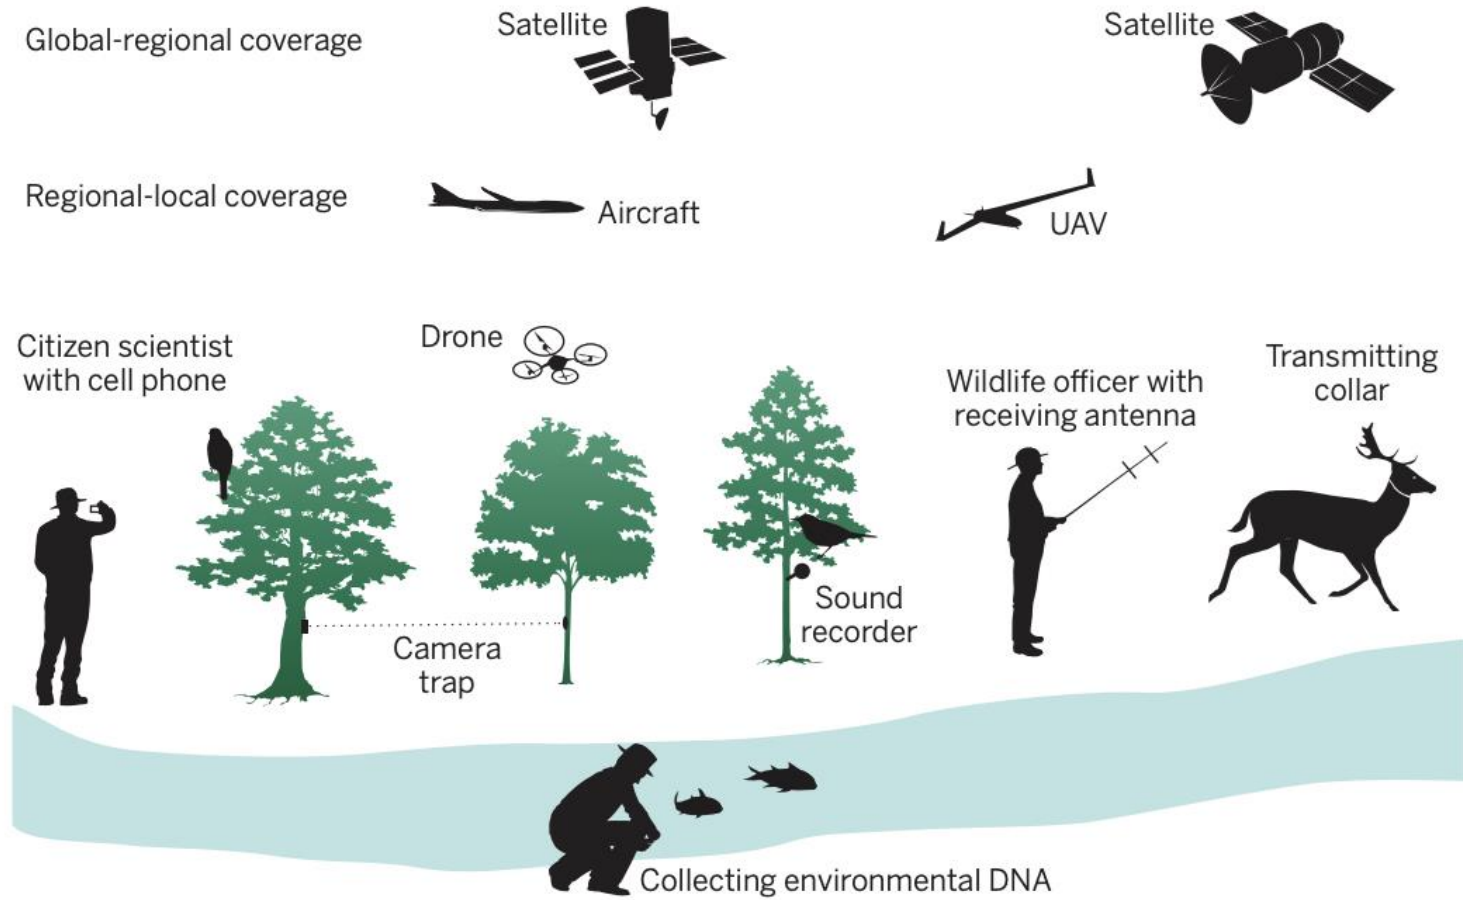 Global-regional coverage
Satellite
Satellite
Regional-local coverage
Aircraft
UAV
Citizen scientist
with cell phone
Drone
Wildlife officer with
receiving antenna
Transmitting
collar
Camera
trap
Sound
recorder
Collecting environmental DNA